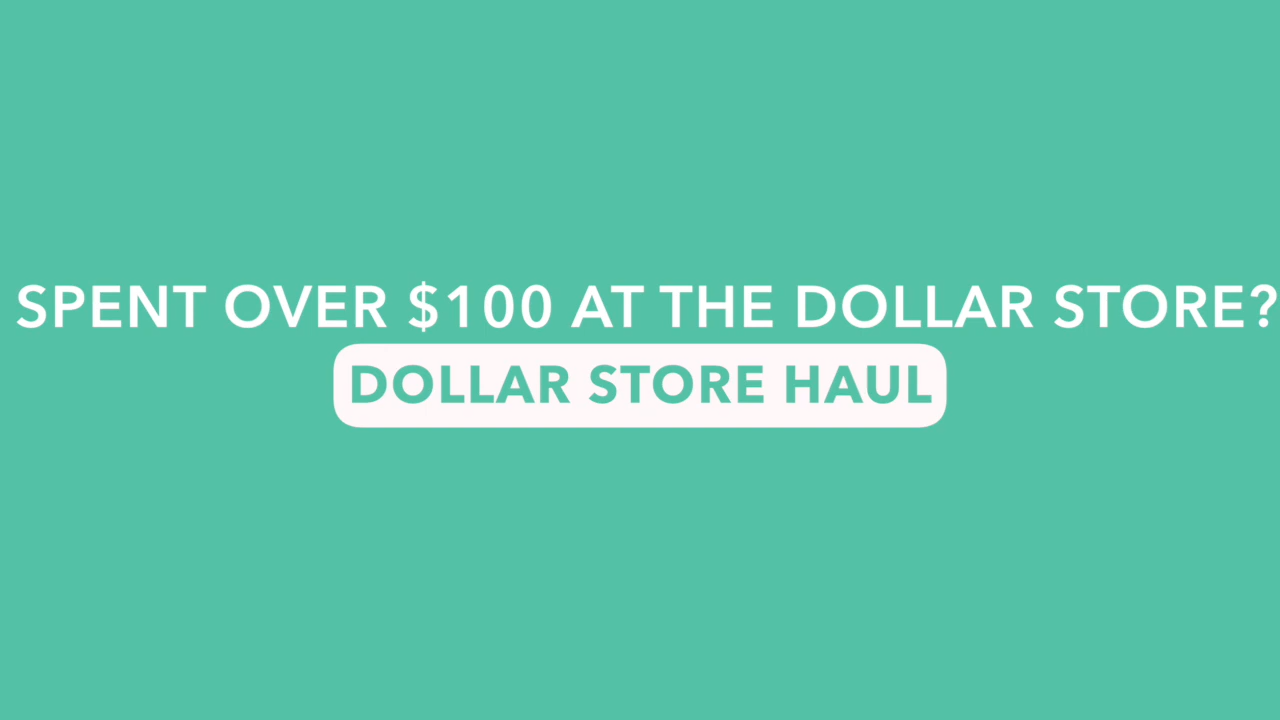 SPENT OVER $100 AT THE DOLLAR STORE?
DOLLAR STORE HAUL